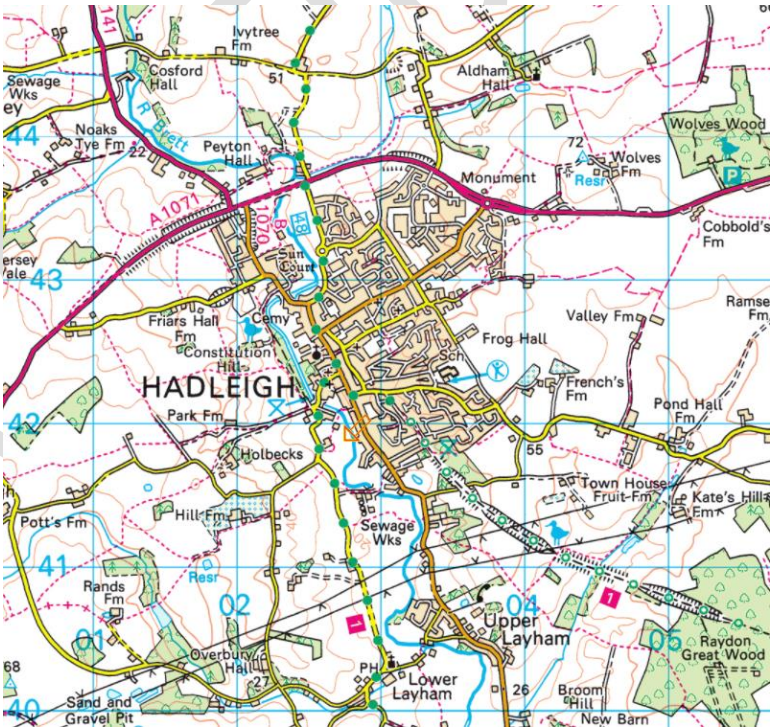 141
Ivytree
Fm
51
Cosford
Hall
Sewage
Wks
ey
Aldham
Hall
44
R Brett
Noaks
Tye Fm
22
Peyton
Hall
Wolves Wood
72
Wolves
Fm
Resr
P
Monument
A1071
B
1070
48
Cobbold's
Fm
Sun
Court
43
ersey
ale
Friars Hall
Fm
Cemy
Valley Fm
Ramse
Fm
Constitution
Hill
Frog Hall
Sch
HADLEIGH
French's
Fm
42
Park Fm
Pond Hall
Fm
55
Holbecks
Town House
Fruit Fm
Kate's Hill
Fm
Pott's Fm
Hill Fm
Sewage
Wks
41
Resr
Rands
Fm
02
04
1
1
01
Upper
Layham
05
Raydon
Great Wood
Overbury
Hall
27
68
PH
Lower
Layham
26
Broom
Hill
Sand and
Gravel Pit
New Barn
40